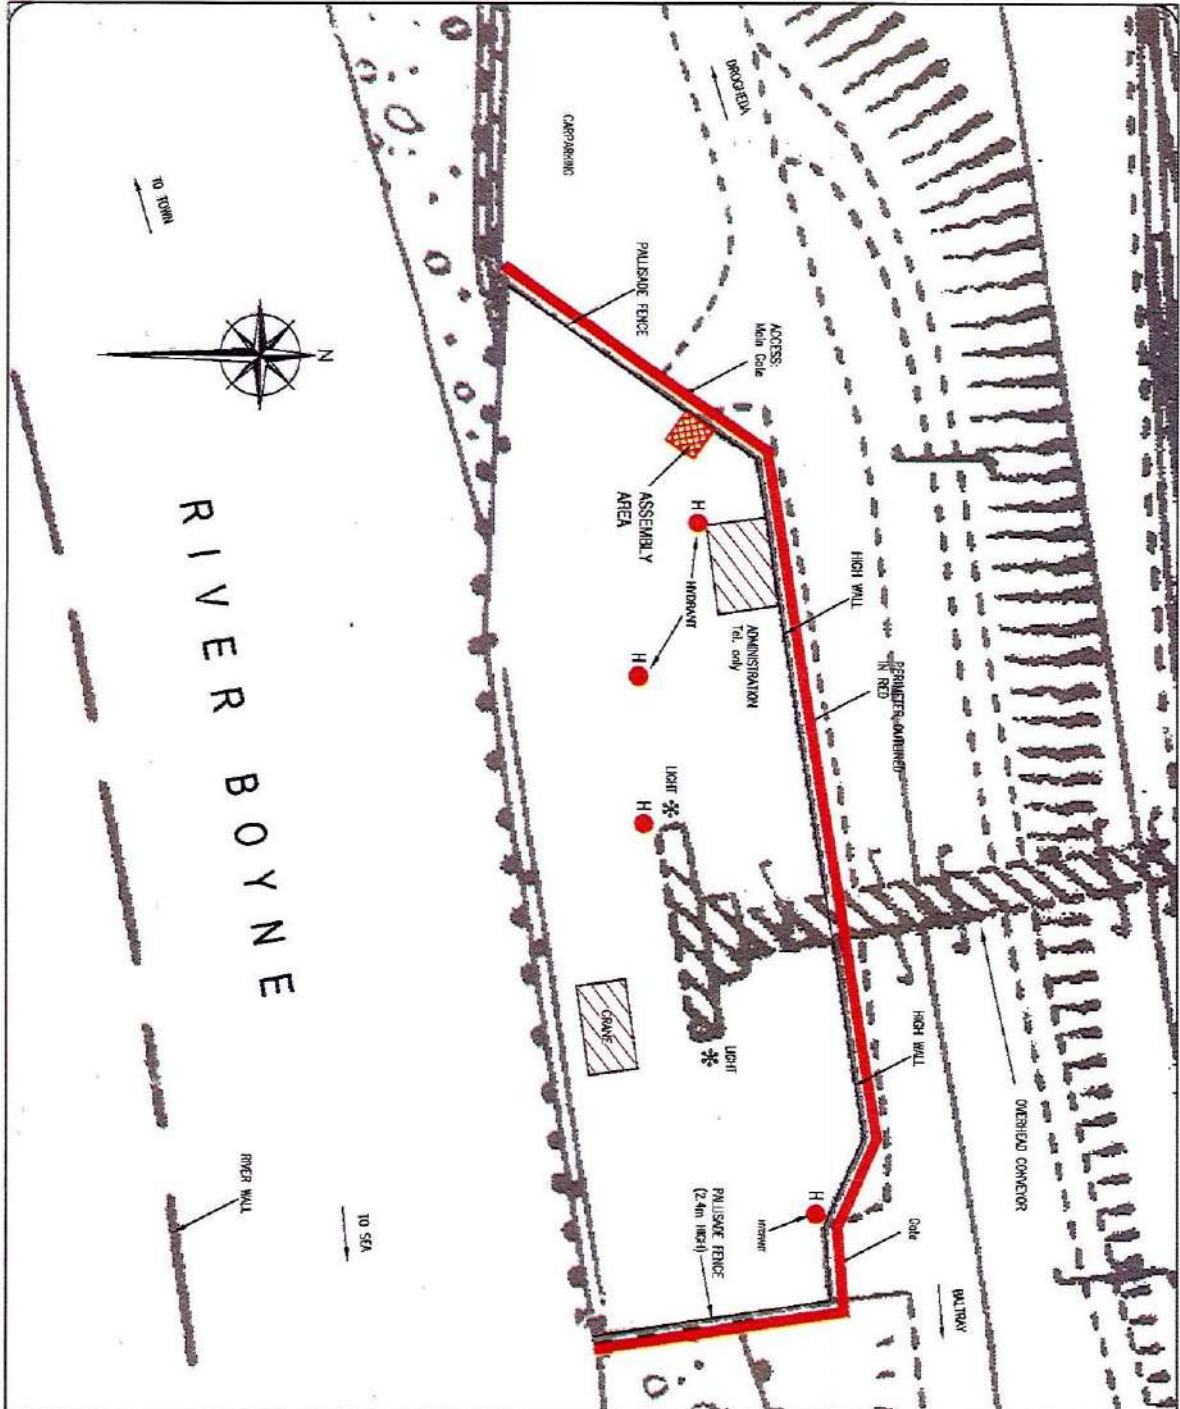 DROGHEDA
CARPARKING
TO TOWN
N
PALLISADE FENCE
ACCESS:
Main Gate
ASSEMBLY
AREA
H
HYDRANT
H
ADMINISTRATION
Tel. only
HIGH WALL
PERIMETER OUTLINED
IN RED
LIGHT
H
RIVER BOYNE
CRANE
LIGHT
HIGH WALL
OVERHEAD CONVEYOR
RIVER WALL
TO SEA
PALLISADE FENCE
(2.4m HIGH)
H
HYDRANT
Gate
BALTRAY